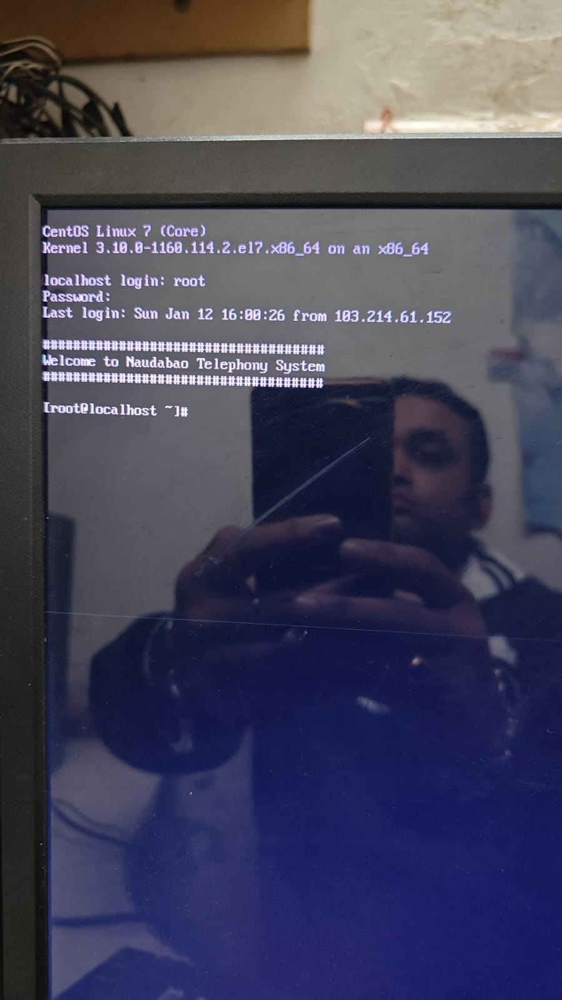 CentOS Linux 7 (Core)
Kernel 3.10.0-1160.114.2.el7.x86_64 on an x86_64
localhost login: root
Password:
Last login: Sun Jan 12 16:00:26 from 103.214.61.152
#####################################
Welcome to Naudabao Telephony System
#####################################
[root@localhost ~]#